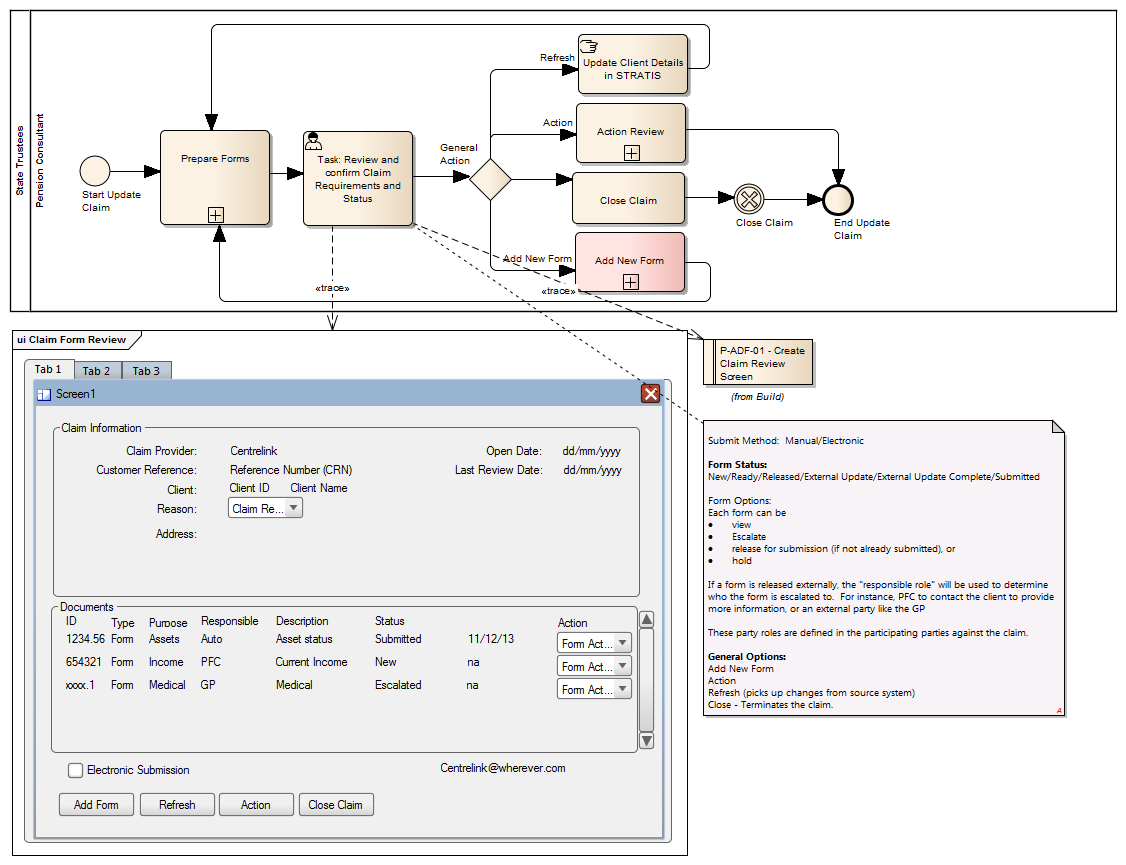 State Trustees
Pension Consultant
Start Update
Claim
Prepare Forms
Task: Review and
confirm Claim
Requirements and
Status
General
Action
Refresh
Update Client Details
in STRATIS
Action
Action Review
Close Claim
Close Claim
End Update
Claim
Add New Form
Add New Form
«trace»
«trace»
ui Claim Form Review
Tab 1 Tab 2 Tab 3
Screen1
Claim Information
Claim Provider: Centrelink Open Date: dd/mm/yyyy
Customer Reference: Reference Number (CRN) Last Review Date: dd/mm/yyyy
Client: Client ID Client Name
Reason: Claim Re...
Address:
Documents
ID Type Purpose Responsible Description Status Action
1234.56 Form Assets Auto Asset status Submitted 11/12/13 Form Act...
654321 Form Income PFC Current Income New na Form Act...
xxxx.1 Form Medical GP Medical Escalated na Form Act...
Electronic Submission Centrelink@wherever.com
Add Form Refresh Action Close Claim
P-ADF-01 - Create
Claim Review
Screen
(from Build)
Submit Method: Manual/Electronic
Form Status:
New/Ready/Released/External Update/External Update Complete/Submitted
Form Options:
Each form can be
• view
• Escalate
• release for submission (if not already submitted), or
• hold
If a form is released externally, the "responsible role" will be used to determine
who the form is escalated to. For instance, PFC to contact the client to provide
more information, or an external party like the GP
These party roles are defined in the participating parties against the claim.
General Options:
Add New Form
Action
Refresh (picks up changes from source system)
Close - Terminates the claim.
A